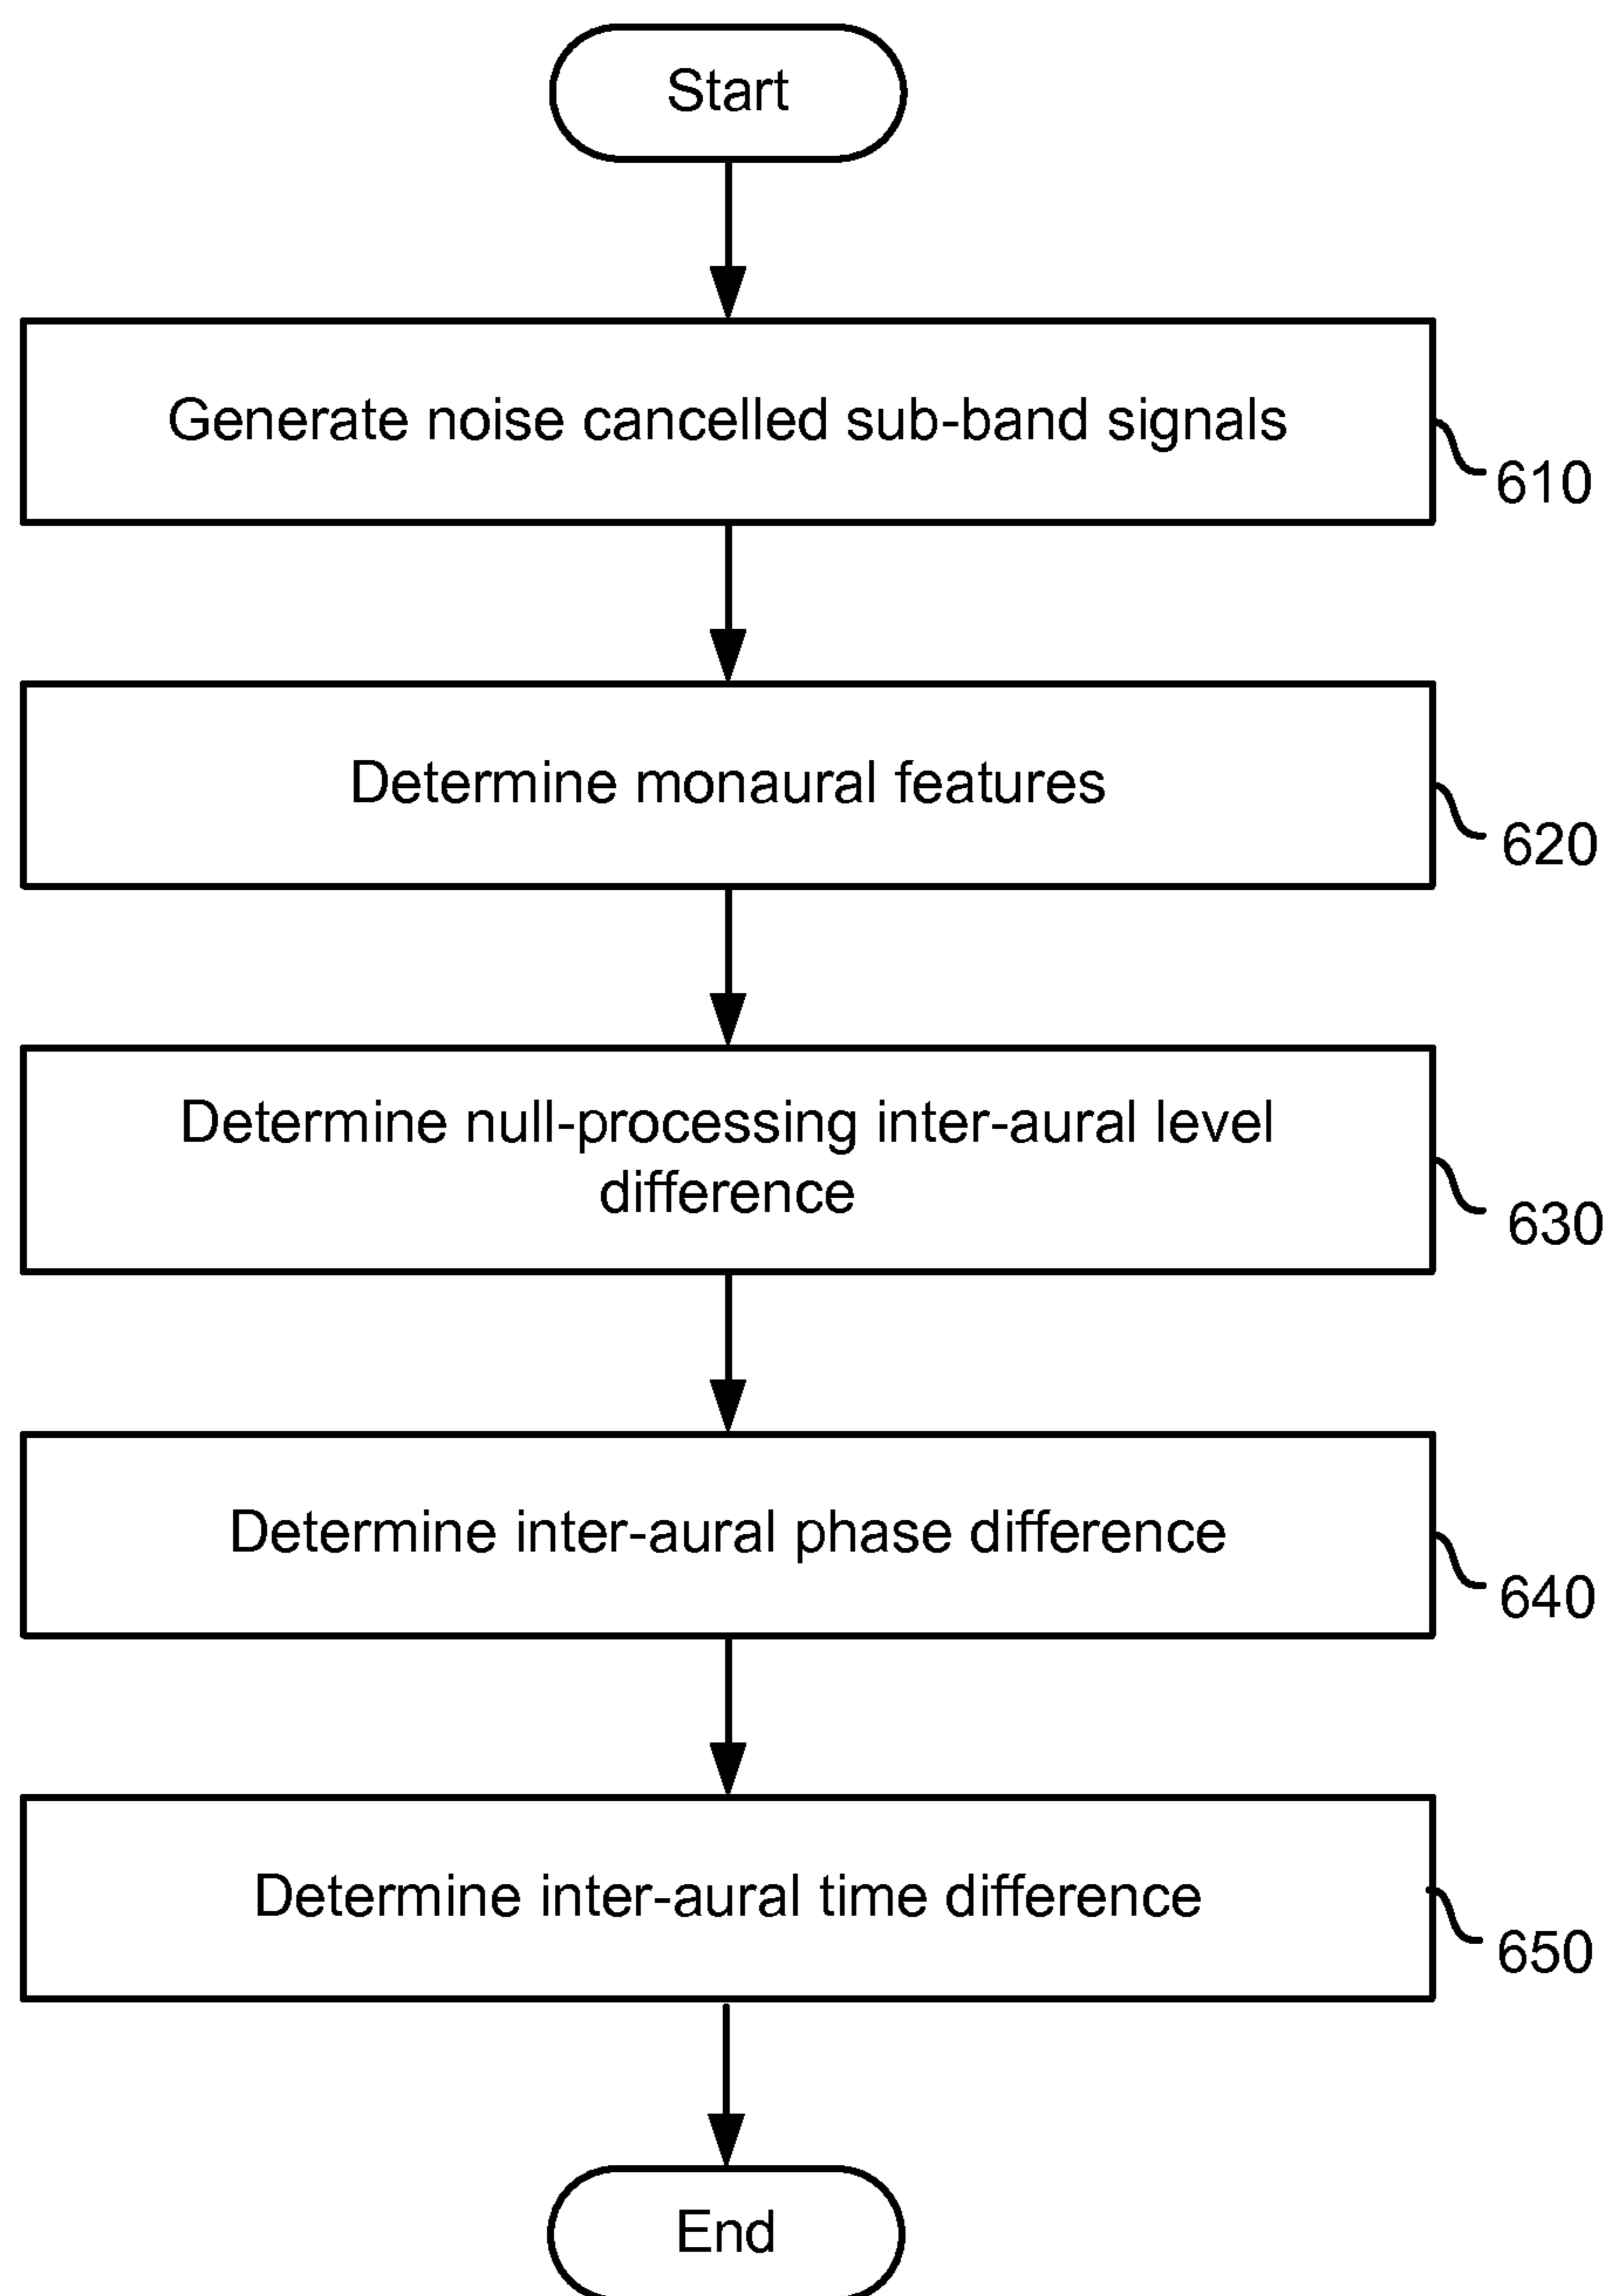 Start
Generate noise cancelled sub-band signals
610
Determine monaural features
620
Determine null-processing inter-aural level
difference
630
Determine inter-aural phase difference
640
Determine inter-aural time difference
650
End